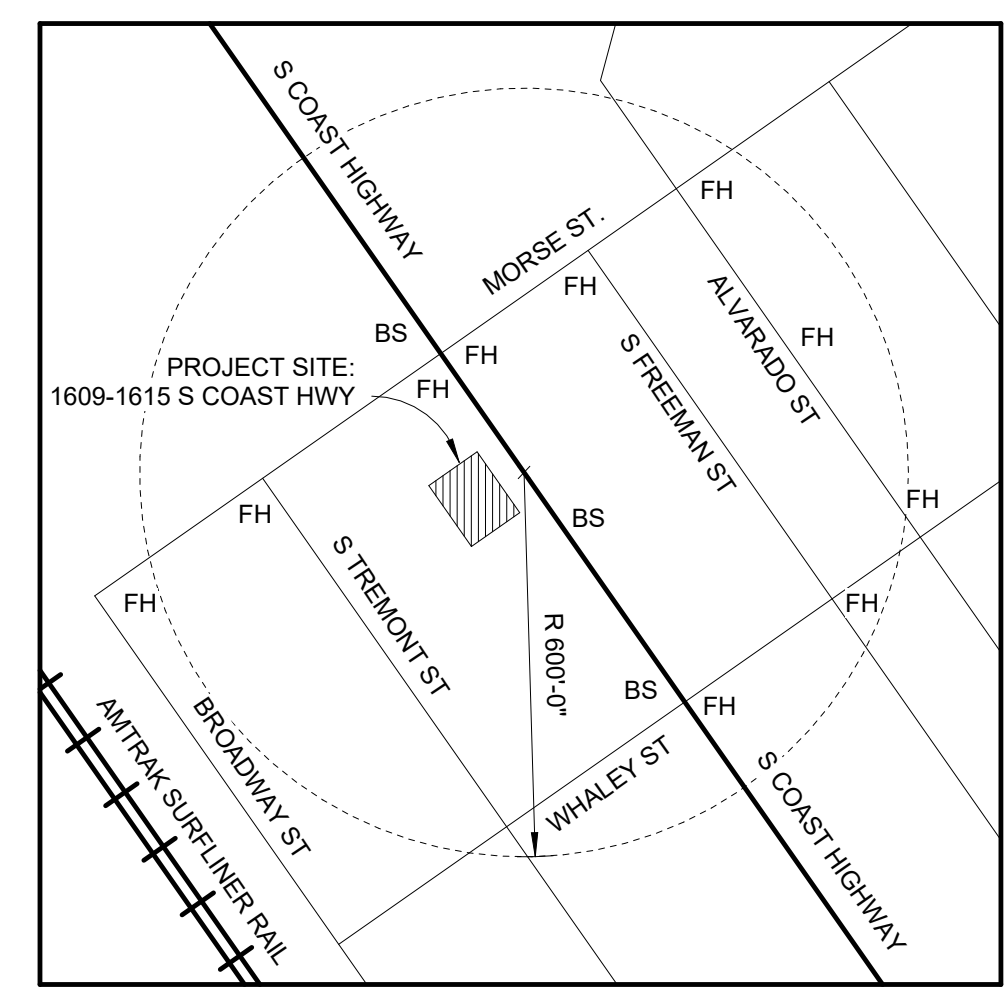 S COAST HIGHWAY
MORSE ST.
FH
ALVARADO ST
FH
FH
S FREEMAN ST
BS
FH
PROJECT SITE:
1609-1615 S COAST HWY
FH
FH
BS
FH
S TREMONT ST
FH
FH
R 600'-0"
BS
FH
BROADWAY ST
AMTRAK SURFLINER RAIL
WHALEY ST
S COAST HIGHWAY